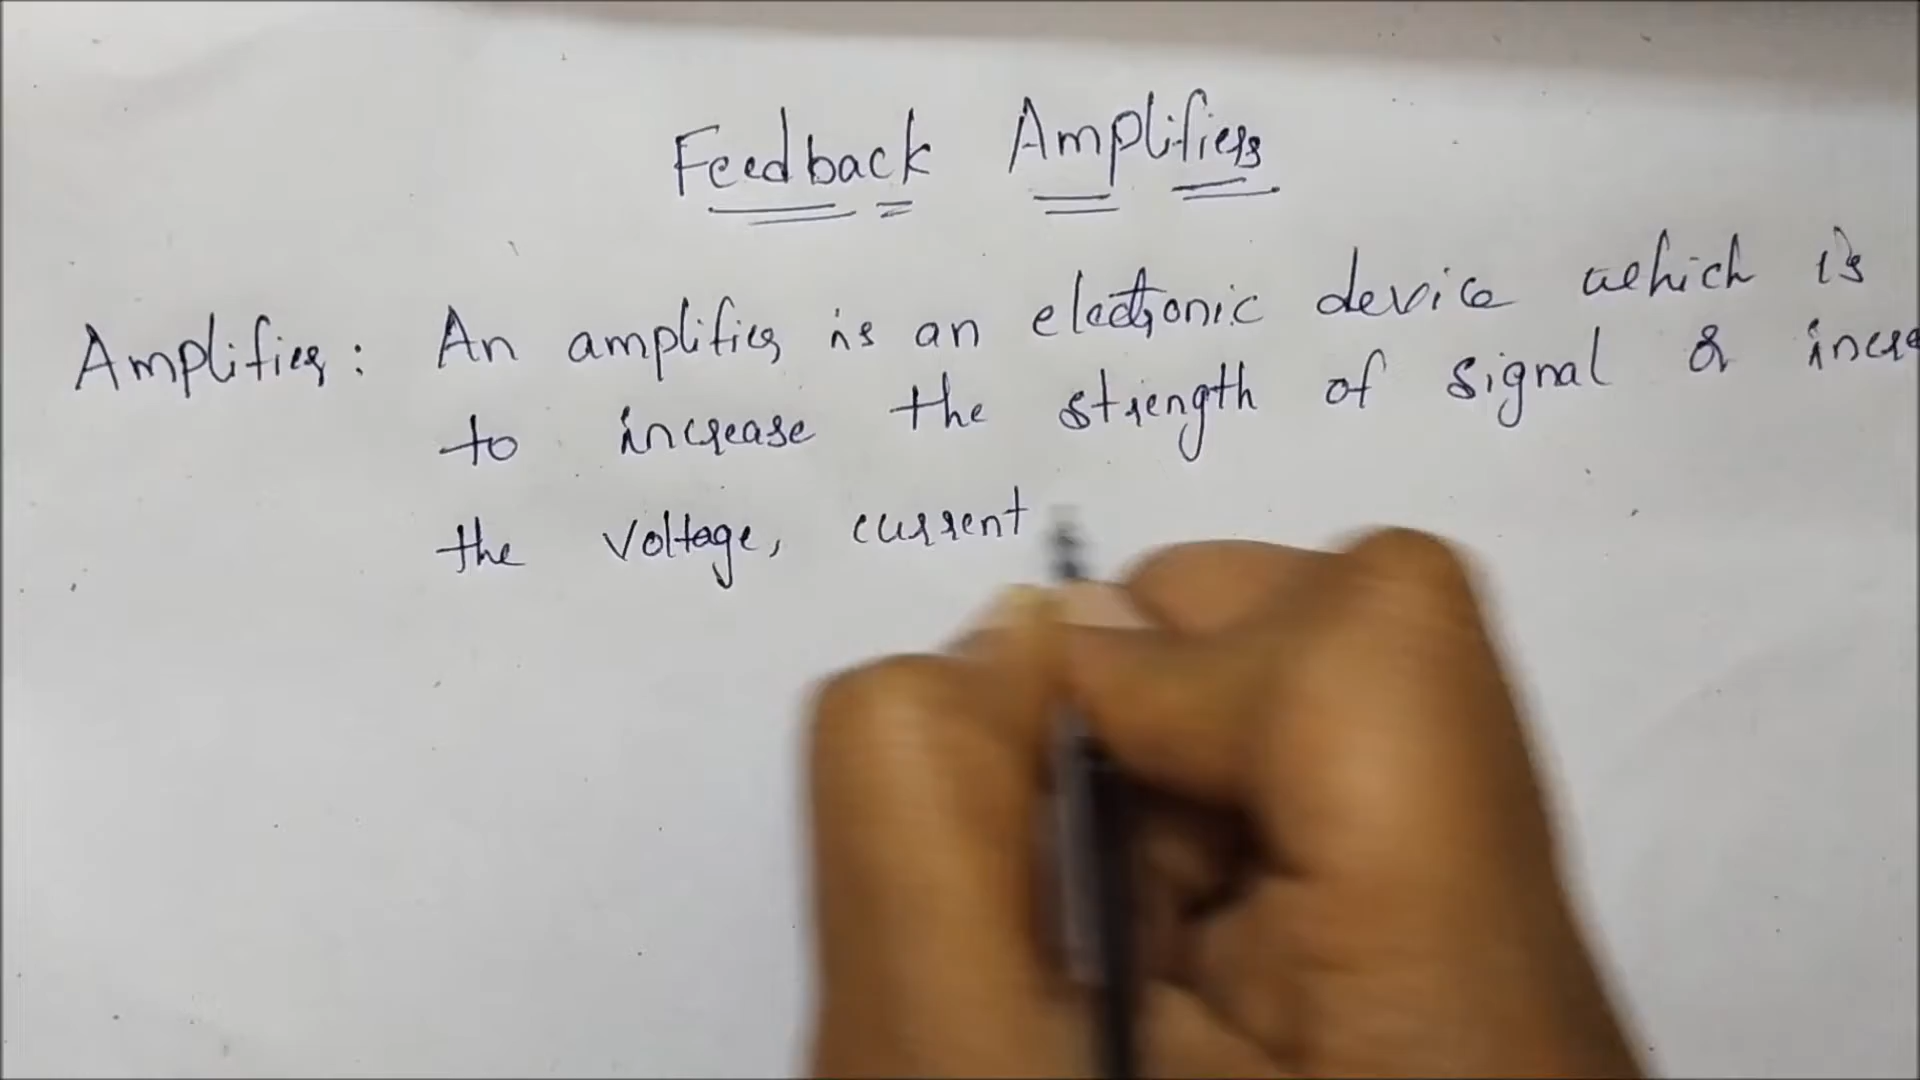 Feedback Amplifiers
Amplifier: An amplifier is an electronic device which is
to increase the strength of signal & incre
the voltage, current